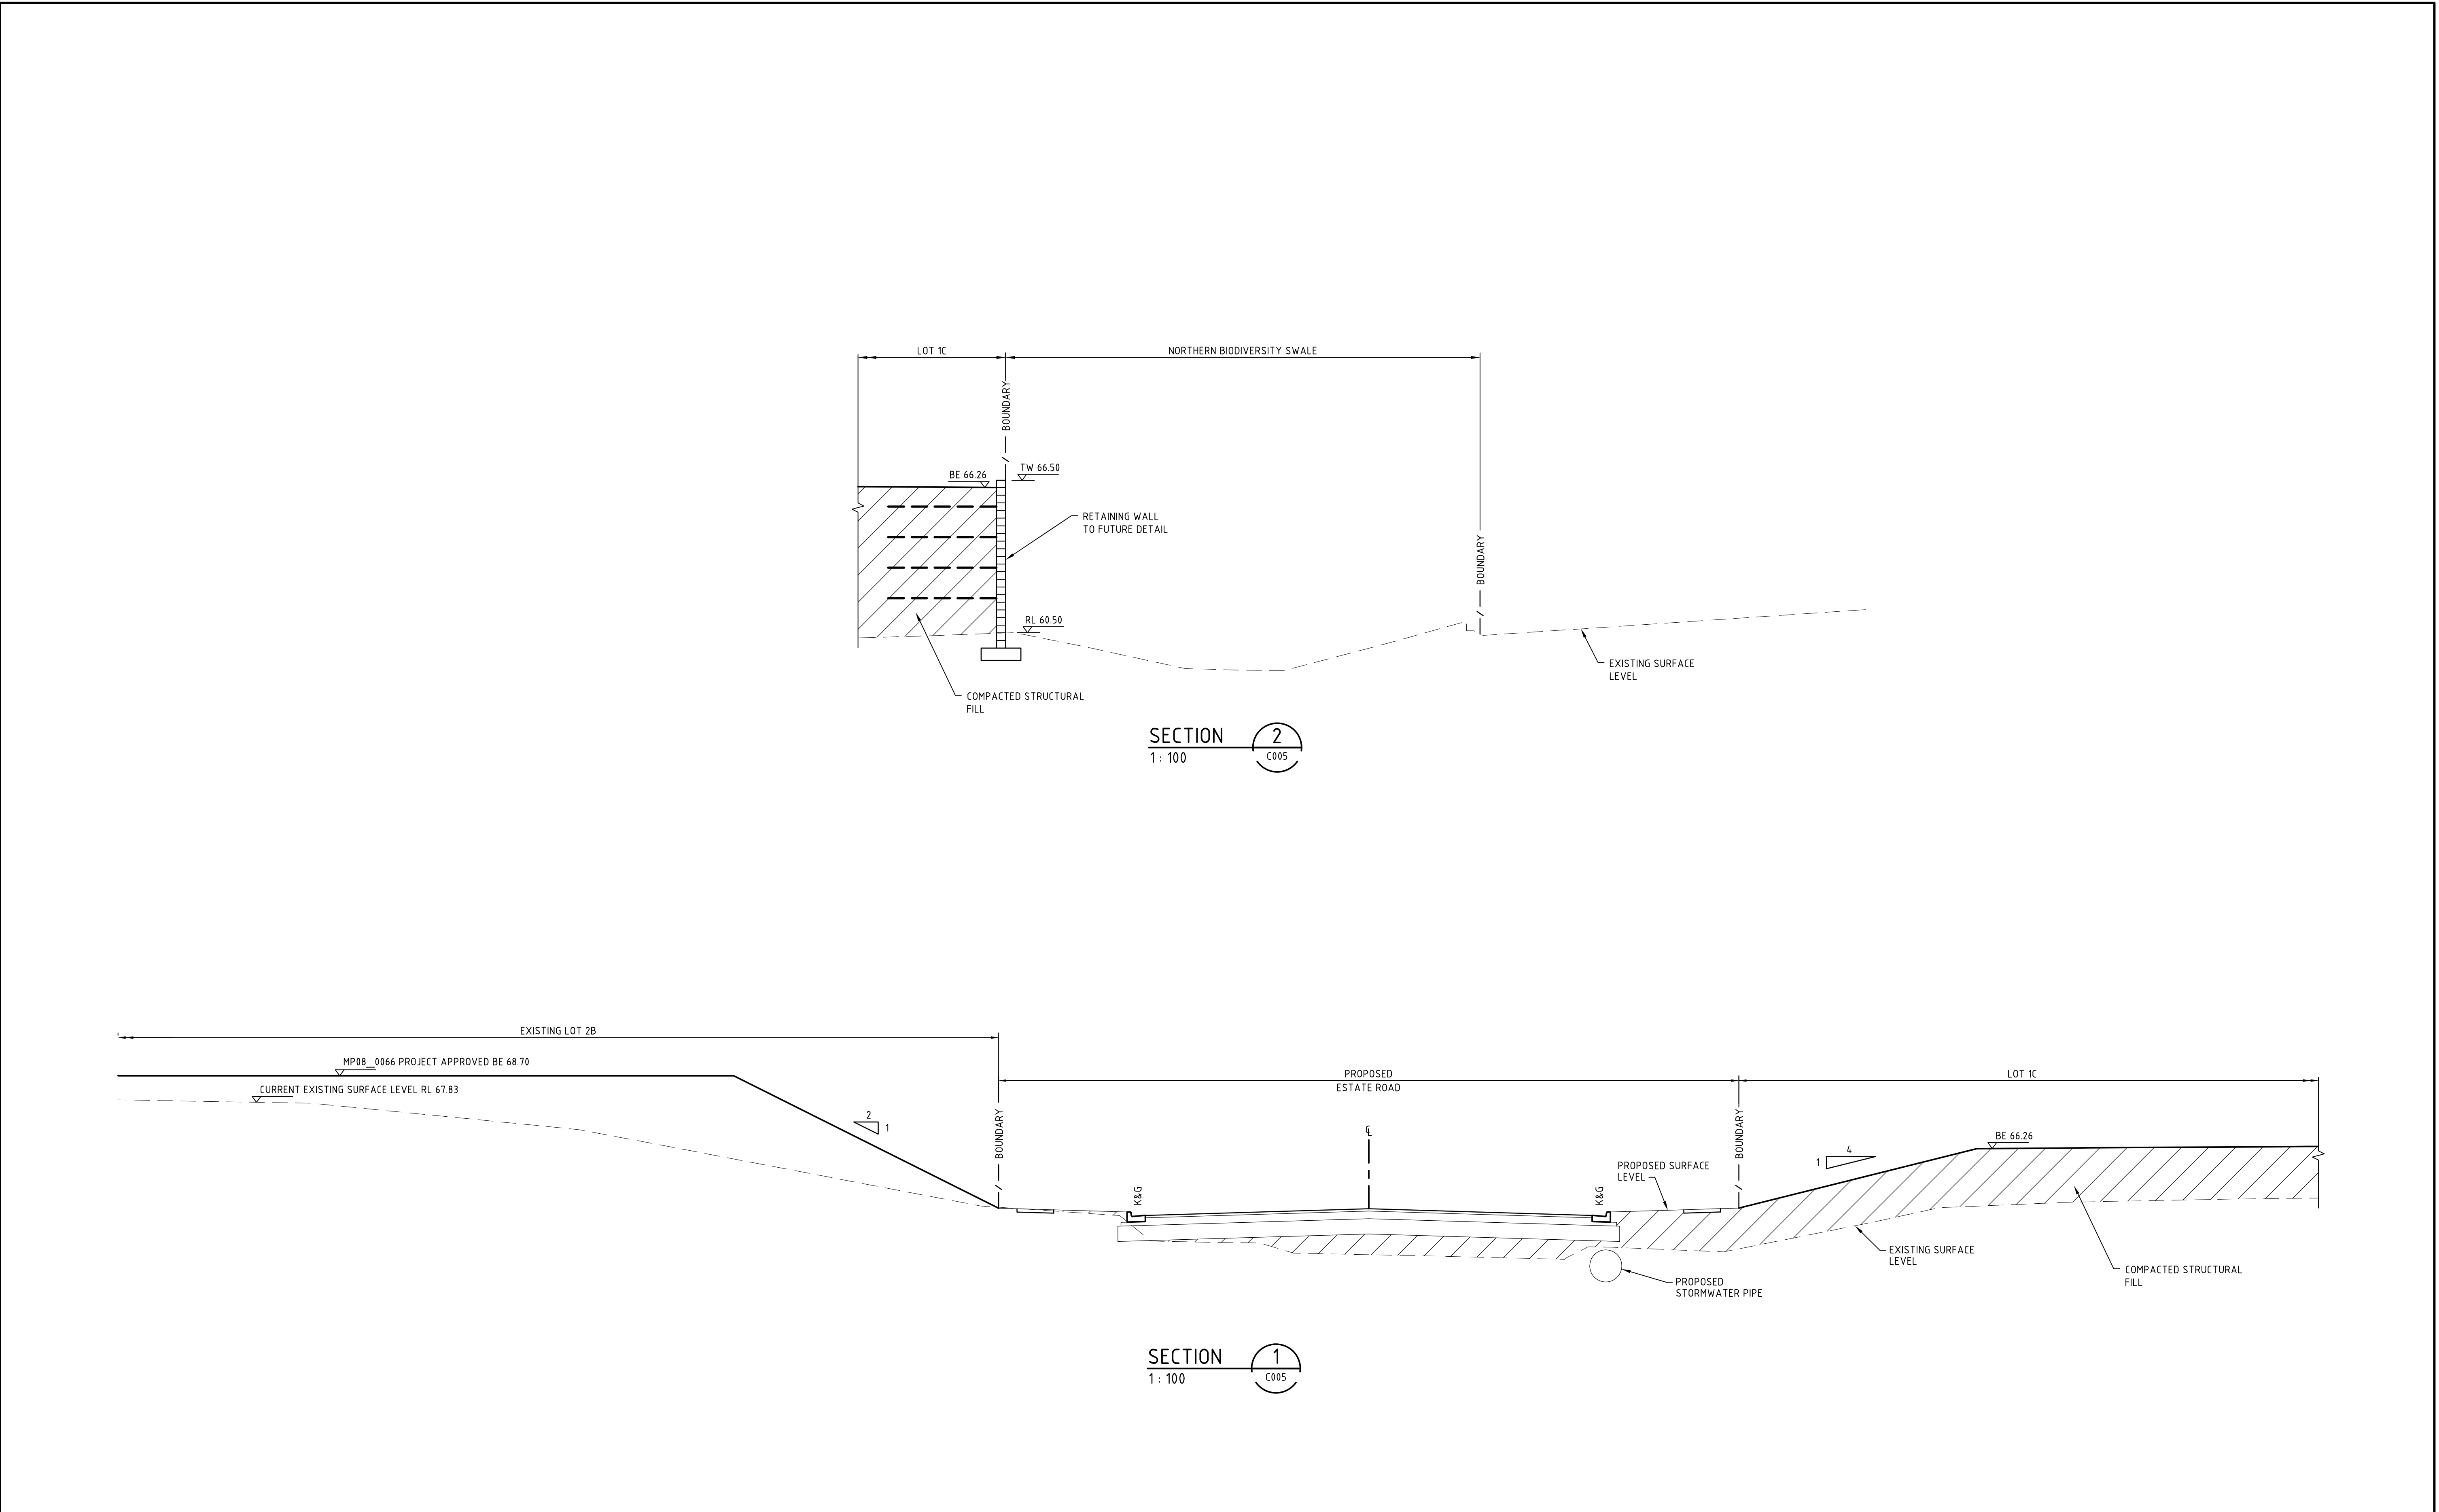 LOT 1C
NORTHERN BIODIVERSITY SWALE
BOUNDARY
BE 66.26
TW 66.50
RETAINING WALL
TO FUTURE DETAIL
BOUNDARY
RL 60.50
EXISTING SURFACE
LEVEL
COMPACTED STRUCTURAL
FILL
SECTION
1 : 100
2
C005
EXISTING LOT 2B
MP08__0066 PROJECT APPROVED BE 68.70
CURRENT EXISTING SURFACE LEVEL RL 67.83
2
1
BOUNDARY
PROPOSED
ESTATE ROAD
LOT 1C
K&G
CL
K&G
PROPOSED SURFACE
LEVEL
BOUNDARY
1
4
BE 66.26
EXISTING SURFACE
LEVEL
COMPACTED STRUCTURAL
FILL
PROPOSED
STORMWATER PIPE
SECTION
1 : 100
1
C005